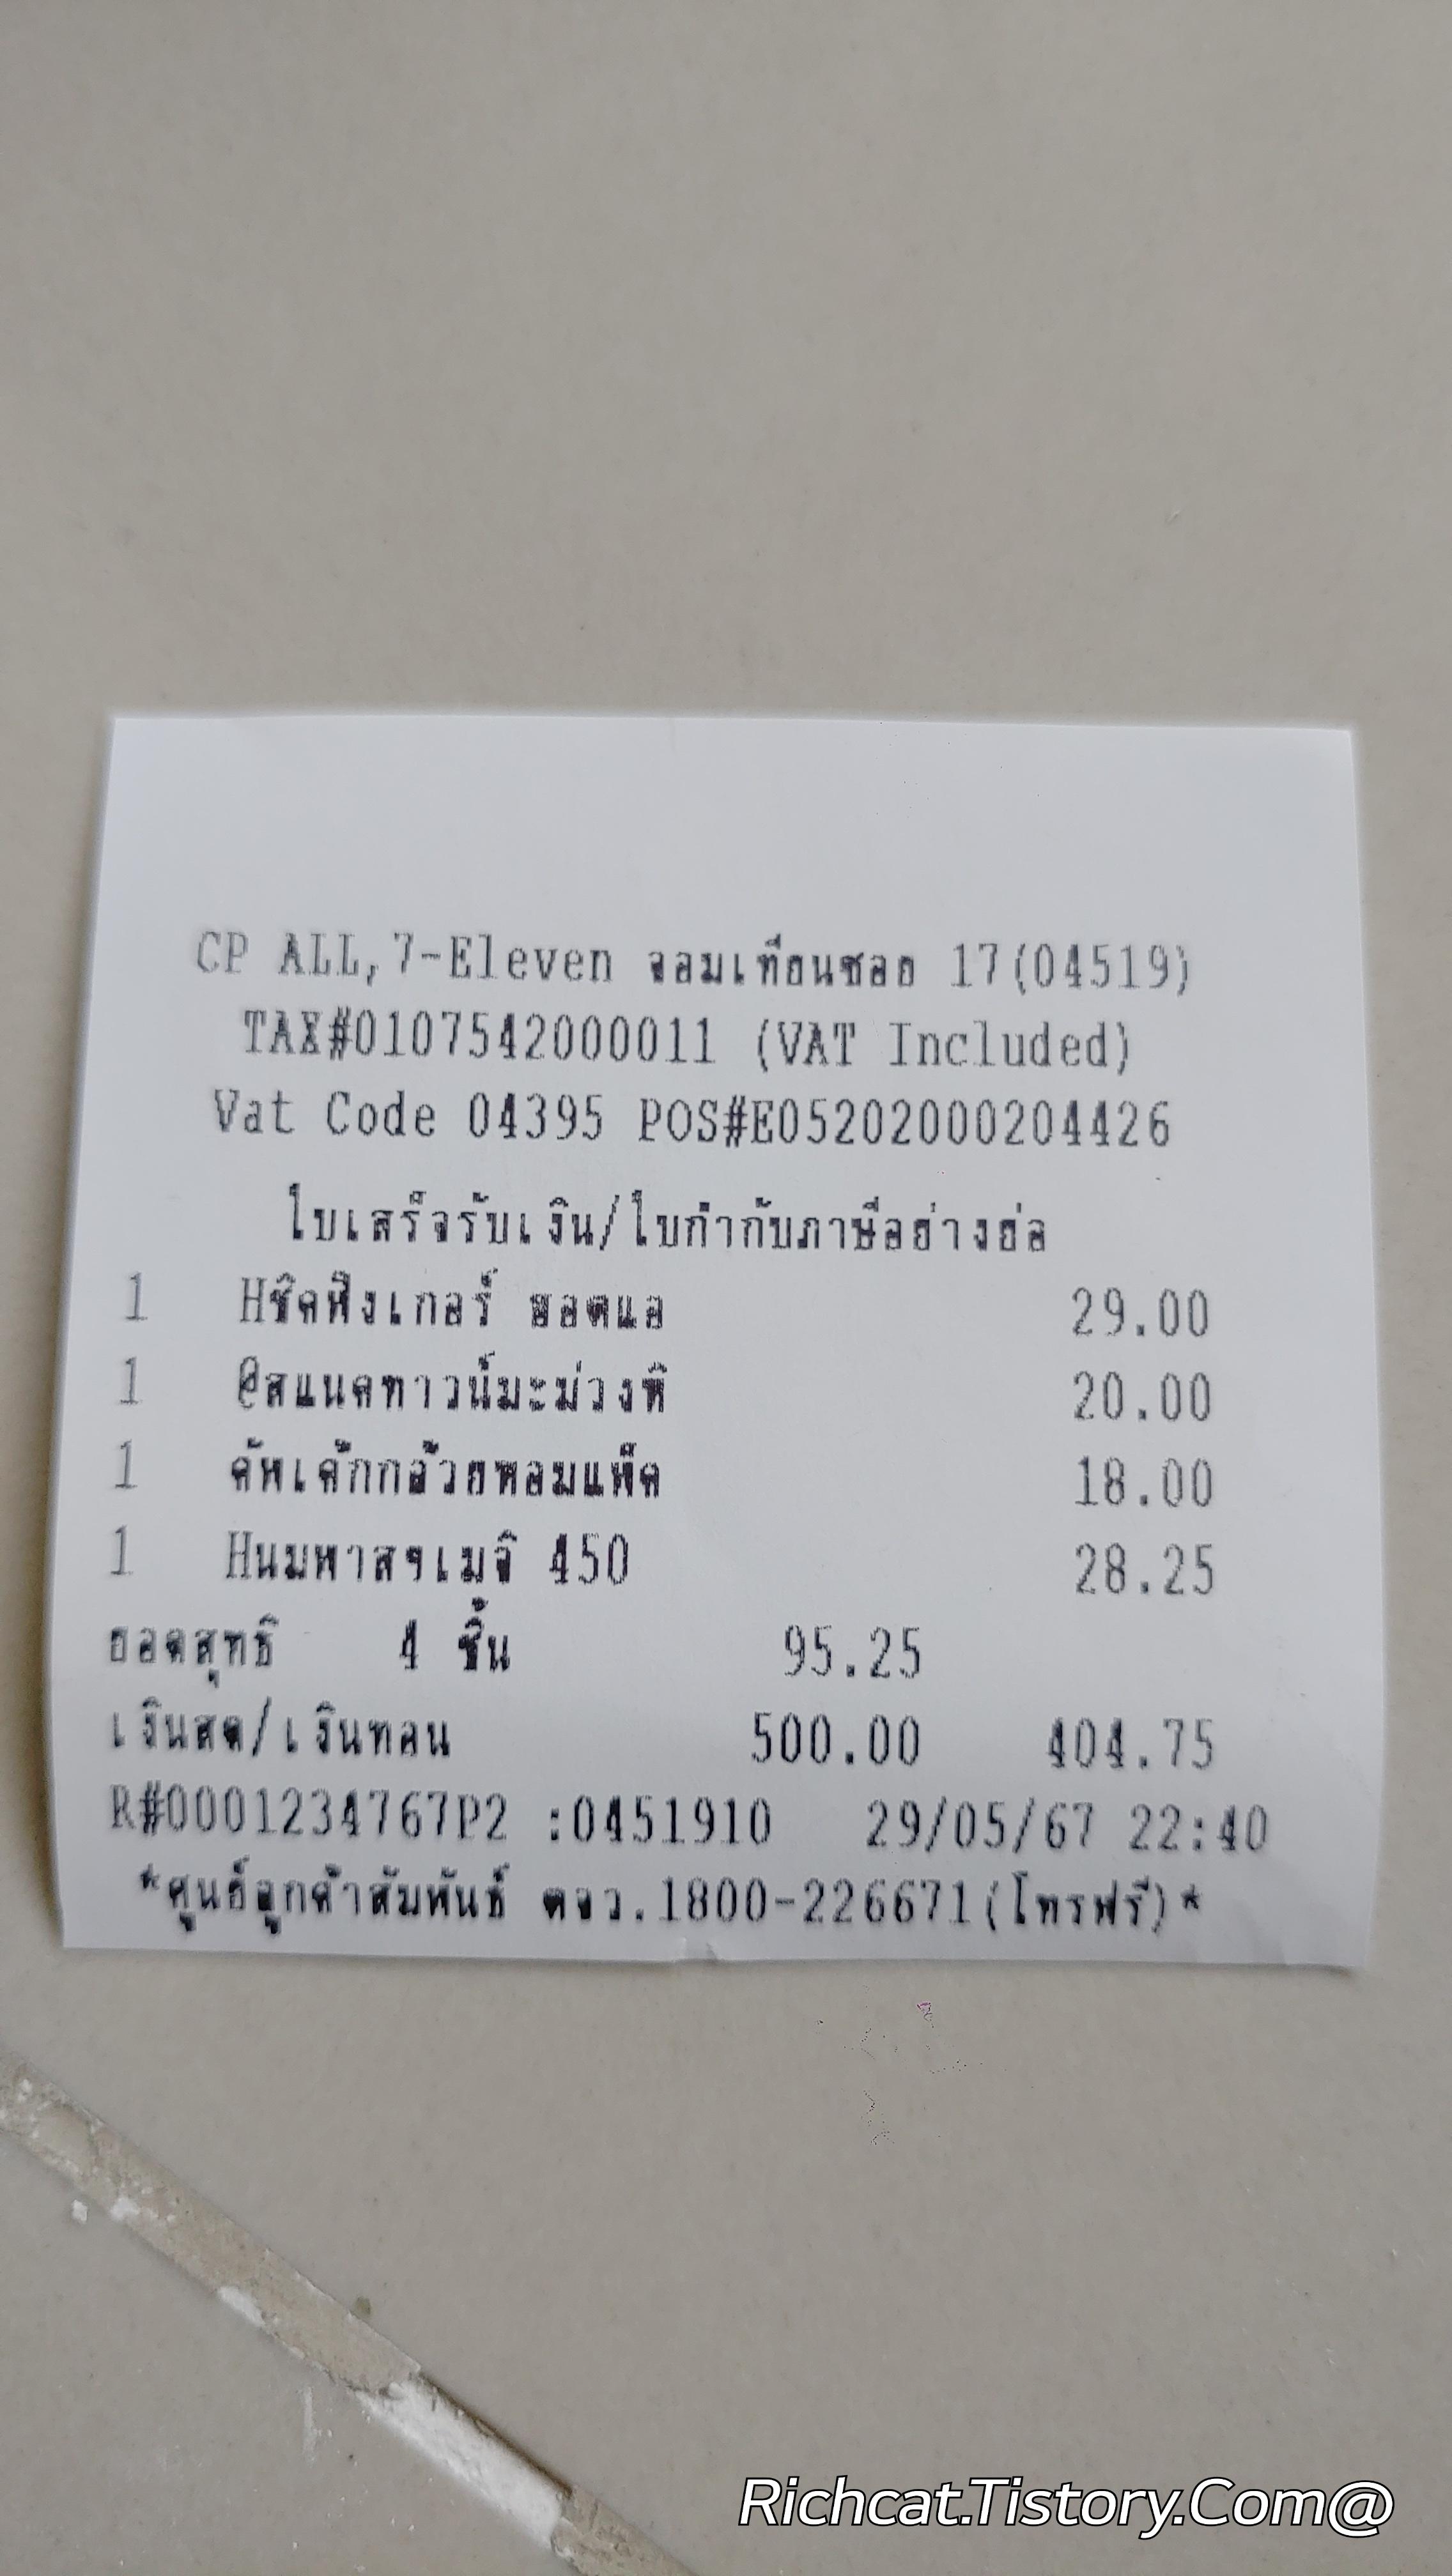 CP ALL,7-Eleven จอมเทียนซอย 17(04519)
TAX#0107542000011 (VAT Included)
Vat Code 04395 POS#E05202000204426
ใบเสร็จรับเงิน/ใบกำกับภาษีอย่างย่อ
1 Hชิดฟิงเกอร์ ยอดแอ 29.00
1 @สแนคทาวน์มะม่วงพิ 20.00
1 คัพเค้กกล้วยหอมแพ็ค 18.00
1 Hนมพาสฯเมจิ 450 28.25
ยอดสุทธิ 4 ชิ้น 95.25
เงินสด/เงินทอน 500.00 404.75
R#0001234767P2 :0451910 29/05/67 22:40
*ศูนย์ลูกค้าสัมพันธ์ ตจว.1800-226671(โทรฟรี)*
Richcat.Tistory.Com@